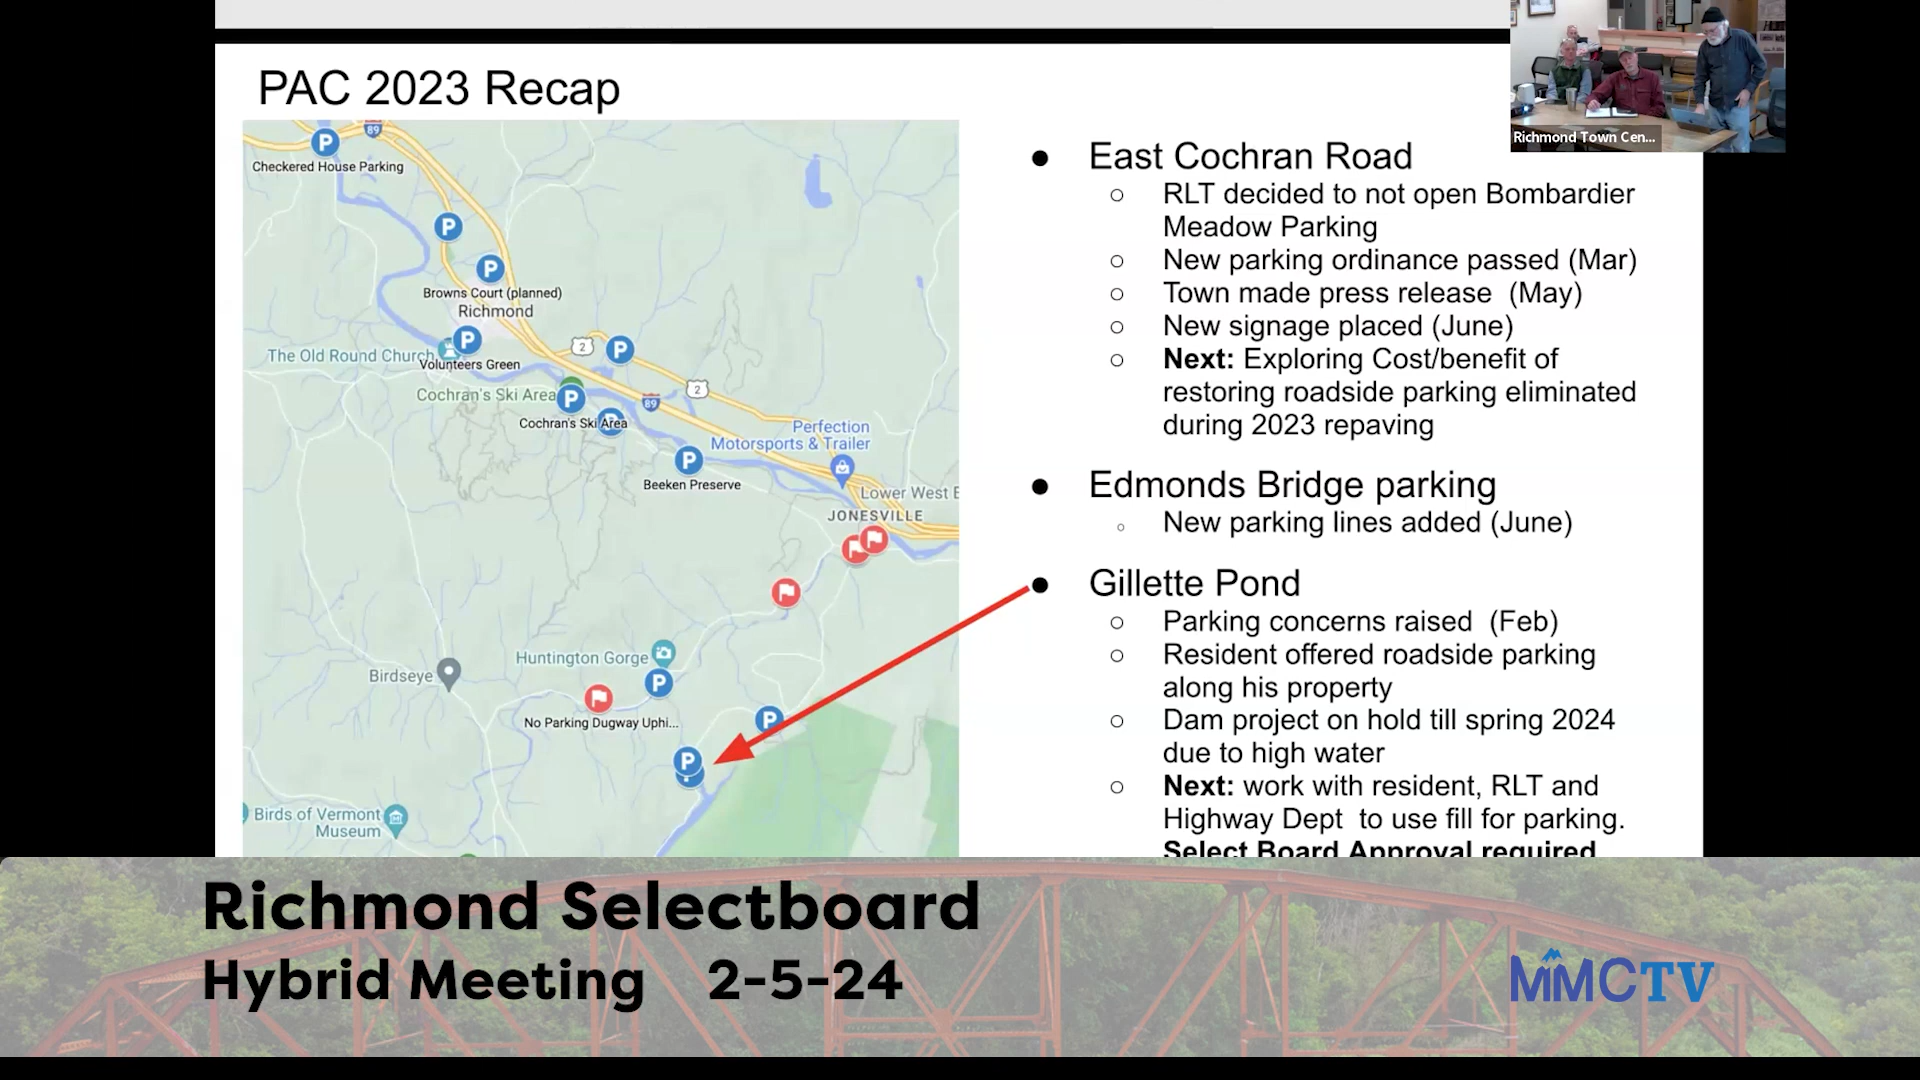 PAC 2023 Recap
89
Checkered House Parking
Browns Court (planned)
Richmond
The Old Round Church
Volunteers Green
2
Cochran's Ski Area
2
89
Cochran's Ski Area
Perfection
Motorsports & Trailer
Beeken Preserve
Lower West B
JONESVILLE
Huntington Gorge
Birdseye
No Parking Dugway Uphi...
Birds of Vermont
Museum
P
P
P
P
P
P
P
P
P
P
Richmond Town Cen...
● East Cochran Road
○ RLT decided to not open Bombardier
Meadow Parking
○ New parking ordinance passed (Mar)
○ Town made press release (May)
○ New signage placed (June)
○ Next: Exploring Cost/benefit of
restoring roadside parking eliminated
during 2023 repaving
● Edmonds Bridge parking
○ New parking lines added (June)
● Gillette Pond
○ Parking concerns raised (Feb)
○ Resident offered roadside parking
along his property
○ Dam project on hold till spring 2024
due to high water
○ Next: work with resident, RLT and
Highway Dept to use fill for parking.
Select Board Approval required
Richmond Selectboard
Hybrid Meeting 2-5-24
MMCTV